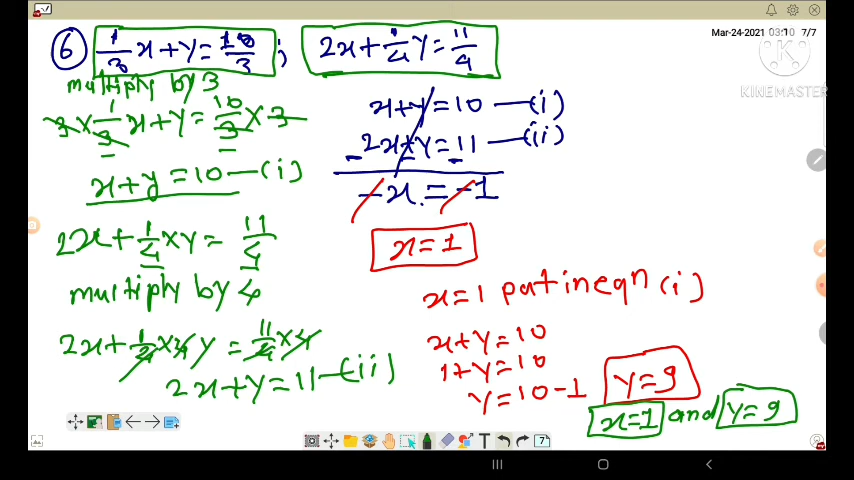 Mar-24-2021 03:10 7/7
KINEMASTER
6 1/3 x + y = 10/3 ; 2x + 1/4 y = 11/4
multiply by 3
3 × 1/3 x + y = 10/3 × 3
x + y = 10 — (i)
2x + 1/4 × y = 11/4
multiply by 4
2x + 1/4 × 4 y = 11/4 × 4
2x + y = 11 — (ii)
x + y = 10 — (i)
2x + y = 11 — (ii)
- - -
- x = -1
x = 1
x = 1 pat in eqn (i)
x + y = 10
1 + y = 10
y = 10 - 1 y = 9
x = 1 and y = 9
T 7